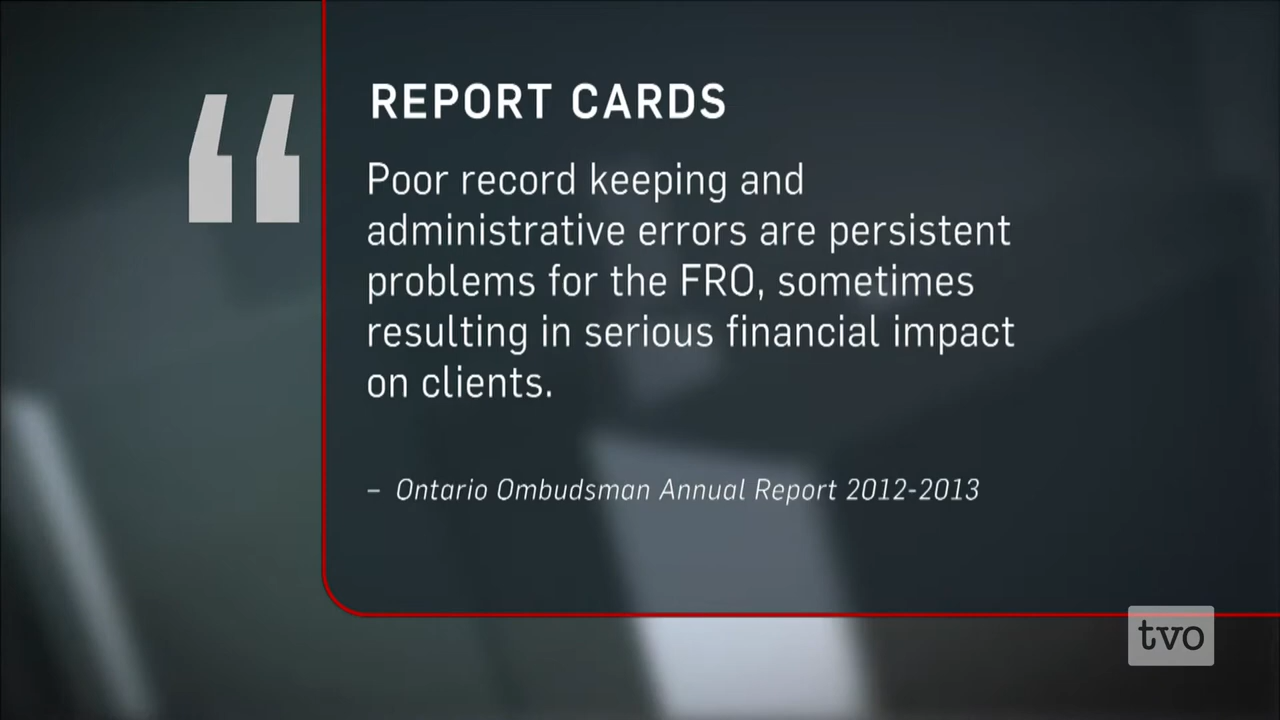 “
REPORT CARDS
Poor record keeping and
administrative errors are persistent
problems for the FRO, sometimes
resulting in serious financial impact
on clients.
– Ontario Ombudsman Annual Report 2012-2013
tvo